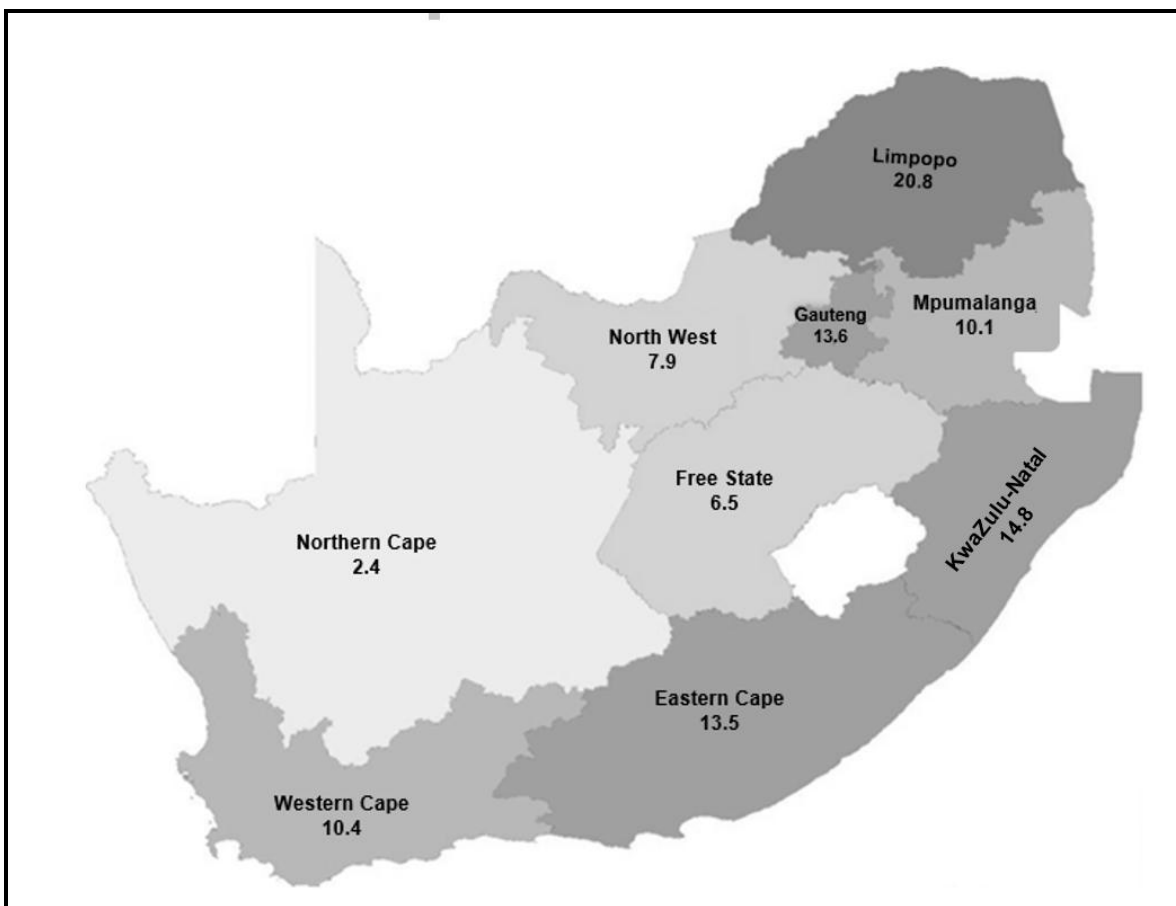 Limpopo
20.8
Mpumalanga
10.1
Gauteng
13.6
North West
7.9
Free State
6.5
KwaZulu-Natal
14.8
Northern Cape
2.4
Eastern Cape
13.5
Western Cape
10.4